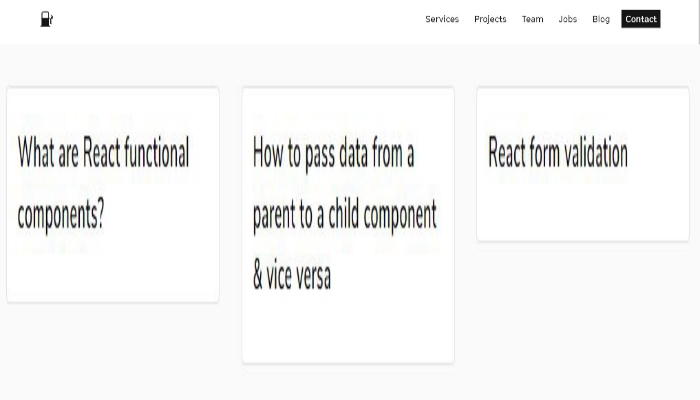 Services Projects Team Jobs Blog Contact
What are React functional
components?
How to pass data from a
parent to a child component
& vice versa
React form validation